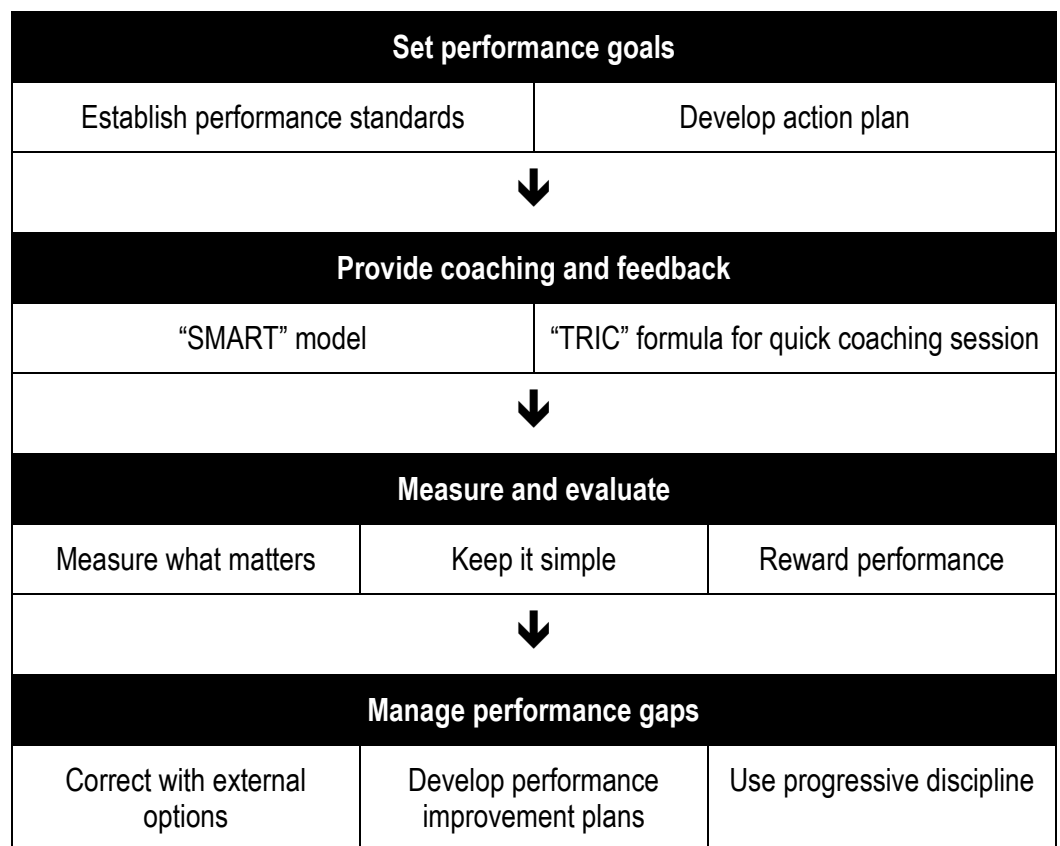 Set performance goals
Establish performance standards
Develop action plan
Provide coaching and feedback
“SMART” model
“TRIC” formula for quick coaching session
Measure and evaluate
Measure what matters
Keep it simple
Reward performance
Manage performance gaps
Correct with external
options
Develop performance
improvement plans
Use progressive discipline